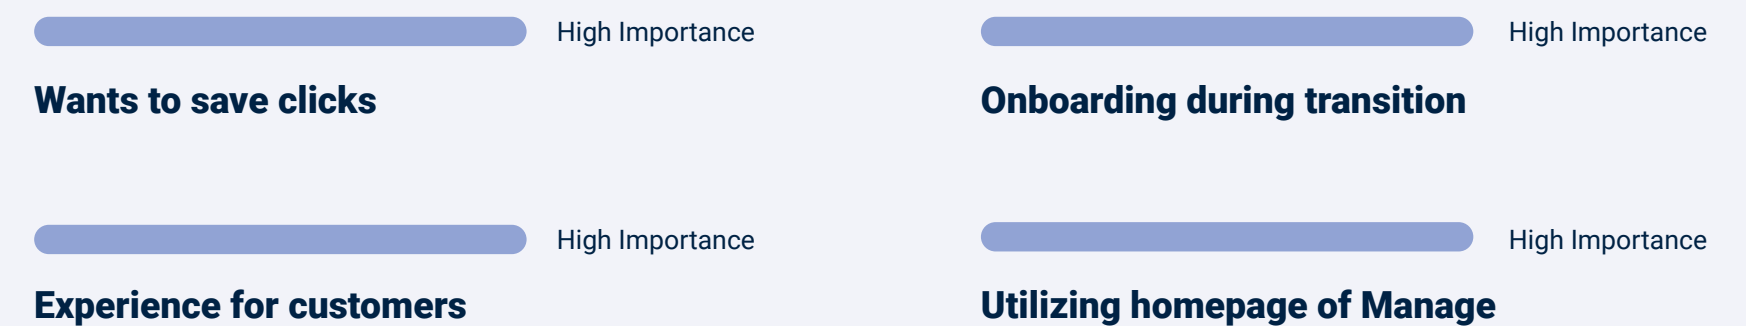 High Importance
Wants to save clicks
High Importance
Onboarding during transition
High Importance
Experience for customers
High Importance
Utilizing homepage of Manage